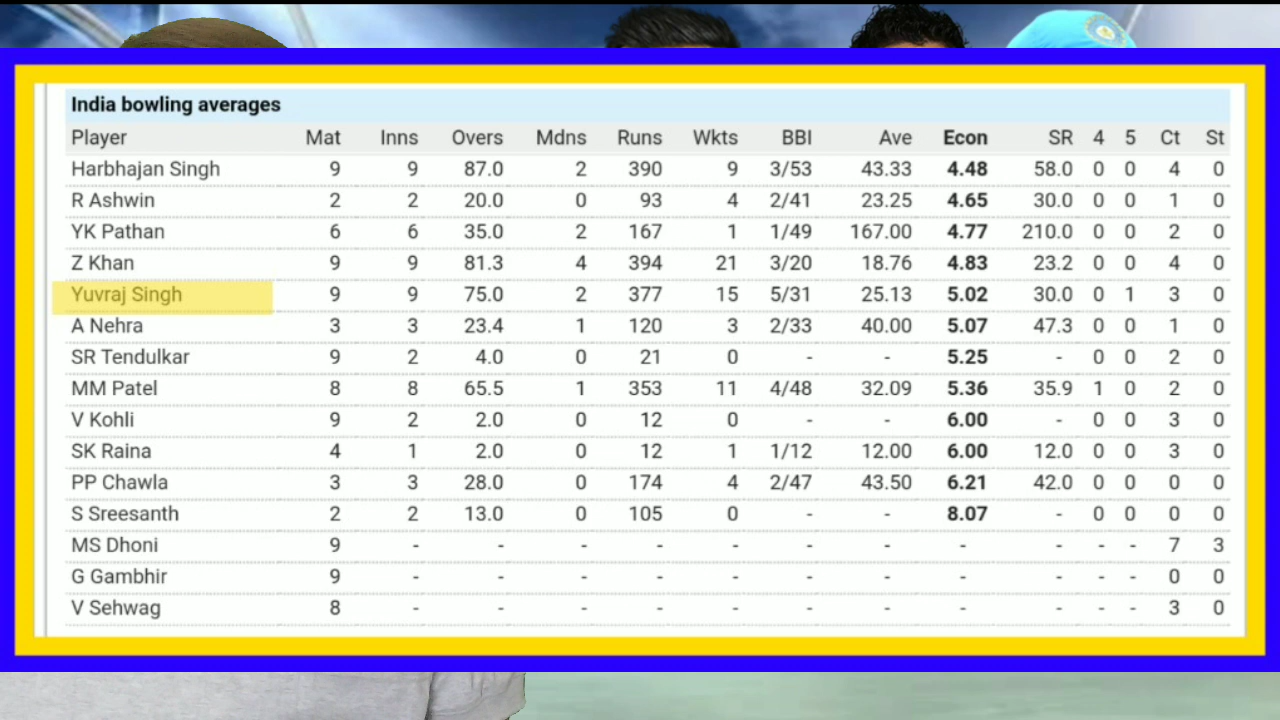 India bowling averages
Player Mat Inns Overs Mdns Runs Wkts BBI Ave Econ SR 4 5 Ct St
Harbhajan Singh 9 9 87.0 2 390 9 3/53 43.33 4.48 58.0 0 0 4 0
R Ashwin 2 2 20.0 0 93 4 2/41 23.25 4.65 30.0 0 0 1 0
YK Pathan 6 6 35.0 2 167 1 1/49 167.00 4.77 210.0 0 0 2 0
Z Khan 9 9 81.3 4 394 21 3/20 18.76 4.83 23.2 0 0 4 0
Yuvraj Singh 9 9 75.0 2 377 15 5/31 25.13 5.02 30.0 0 1 3 0
A Nehra 3 3 23.4 1 120 3 2/33 40.00 5.07 47.3 0 0 1 0
SR Tendulkar 9 2 4.0 0 21 0 - - 5.25 - 0 0 2 0
MM Patel 8 8 65.5 1 353 11 4/48 32.09 5.36 35.9 1 0 2 0
V Kohli 9 2 2.0 0 12 0 - - 6.00 - 0 0 3 0
SK Raina 4 1 2.0 0 12 1 1/12 12.00 6.00 12.0 0 0 3 0
PP Chawla 3 3 28.0 0 174 4 2/47 43.50 6.21 42.0 0 0 0 0
S Sreesanth 2 2 13.0 0 105 0 - - 8.07 - 0 0 0 0
MS Dhoni 9 - - - - - - - - - - - 7 3
G Gambhir 9 - - - - - - - - - - - 0 0
V Sehwag 8 - - - - - - - - - - - 3 0